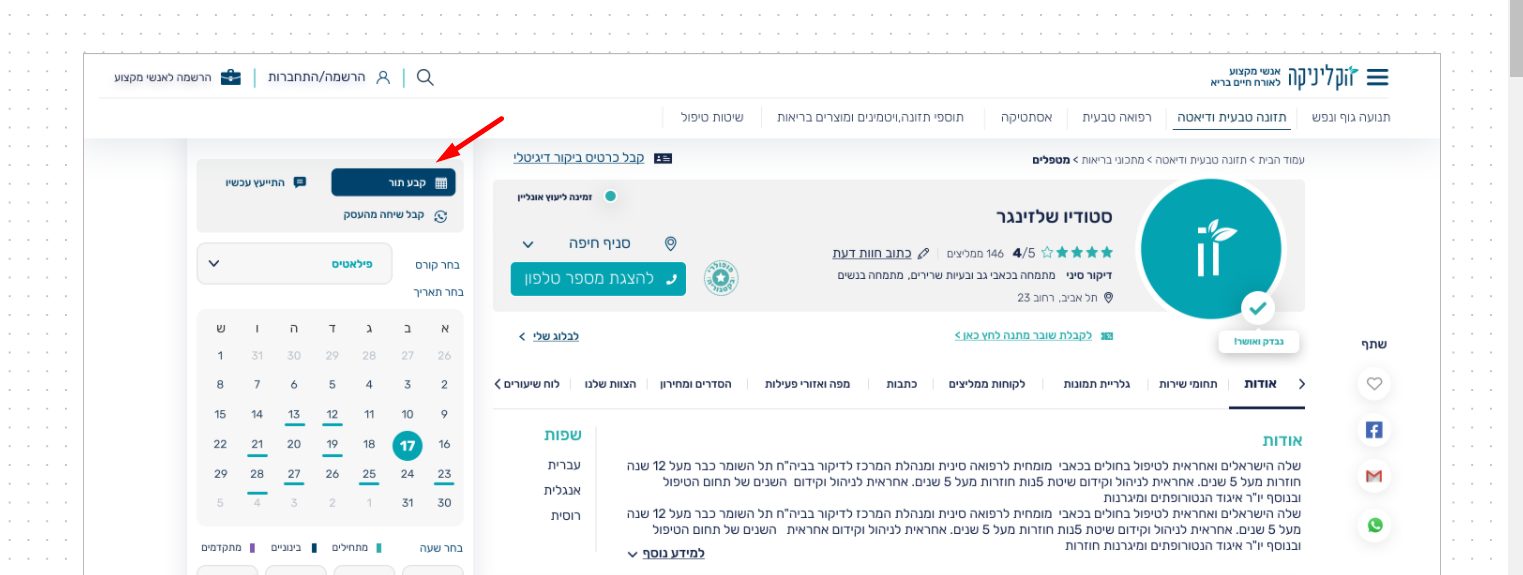 הקליניקה אנשי מקצוע לאורח חיים בריא
הרשמה/התחברות
הרשמה לאנשי מקצוע
תנועה גוף ונפש | תזונה טבעית ודיאטה | רפואה טבעית | אסתטיקה | תוספי תזונה,ויטמינים ומוצרים בריאות | שיטות טיפול
עמוד הבית > תזונה טבעית ודיאטה > מתכוני בריאות > מטפלים
קבל כרטיס ביקור דיגיטלי
סטודיו שלזינגר
4/5 146 ממליצים | כתוב חוות דעת
דיקור סיני מתמחה בכאבי גב ובעיות שרירים, מתמחה בנשים
תל אביב, רחוב 23
נבדק ואושר!
זמינה ליעוץ אונליין
סניף חיפה
להצגת מספר טלפון
לקבלת שובר מתנה לחץ כאן >
לבלוג שלי >
שתף
אודות | תחומי שירות | גלריית תמונות | לקוחות ממליצים | כתבות | מפה ואזורי פעילות | הסדרים ומחירון | הצוות שלנו | לוח שיעורים
אודות
שלה הישראלים ואחראית לטיפול בחולים בכאבי מומחית לרפואה סינית ומנהלת המרכז לדיקור בביה"ח תל השומר כבר מעל 12 שנה
חוזרות מעל 5 שנים. אחראית לניהול וקידום שיטת 5נות חוזרות מעל 5 שנים. אחראית לניהול וקידום השנים של תחום הטיפול
ובנוסף יו"ר איגוד הנטורופתים ומיגרנות
שלה הישראלים ואחראית לטיפול בחולים בכאבי מומחית לרפואה סינית ומנהלת המרכז לדיקור בביה"ח תל השומר כבר מעל 12 שנה
מעל 5 שנים. אחראית לניהול וקידום שיטת 5נות חוזרות מעל 5 שנים. אחראית לניהול וקידום אחראית השנים של תחום הטיפול
ובנוסף יו"ר איגוד הנטורופתים ומיגרנות חוזרות
למידע נוסף
שפות
עברית
אנגלית
רוסית
קבע תור
התייעץ עכשיו
קבל שיחה מהעסק
בחר קורס פילאטיס
בחר תאריך
א ב ג ד ה ו ש
26 27 28 29 30 31 1
2 3 4 5 6 7 8
9 10 11 12 13 14 15
16 17 18 19 20 21 22
23 24 25 26 27 28 29
30 31 1 2 3 4 5
בחר שעה מתחילים בינוניים מתקדמים